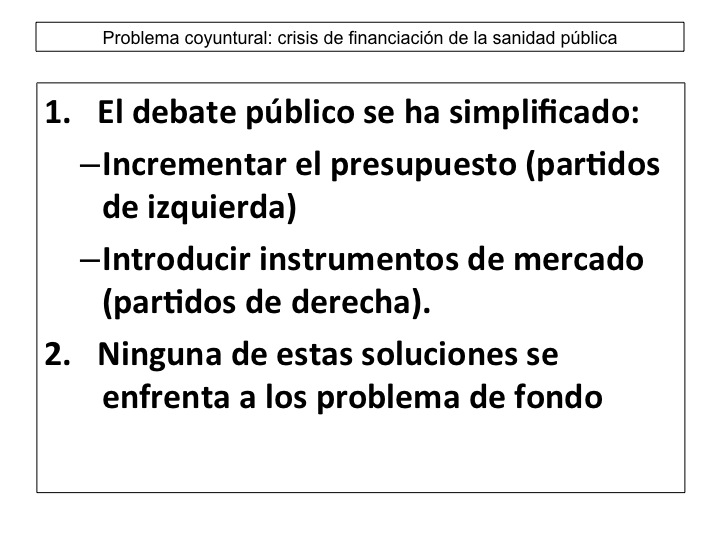 Problema coyuntural: crisis de financiación de la sanidad pública
1. El debate público se ha simplificado:
–Incrementar el presupuesto (partidos
de izquierda)
–Introducir instrumentos de mercado
(partidos de derecha).
2. Ninguna de estas soluciones se
enfrenta a los problema de fondo